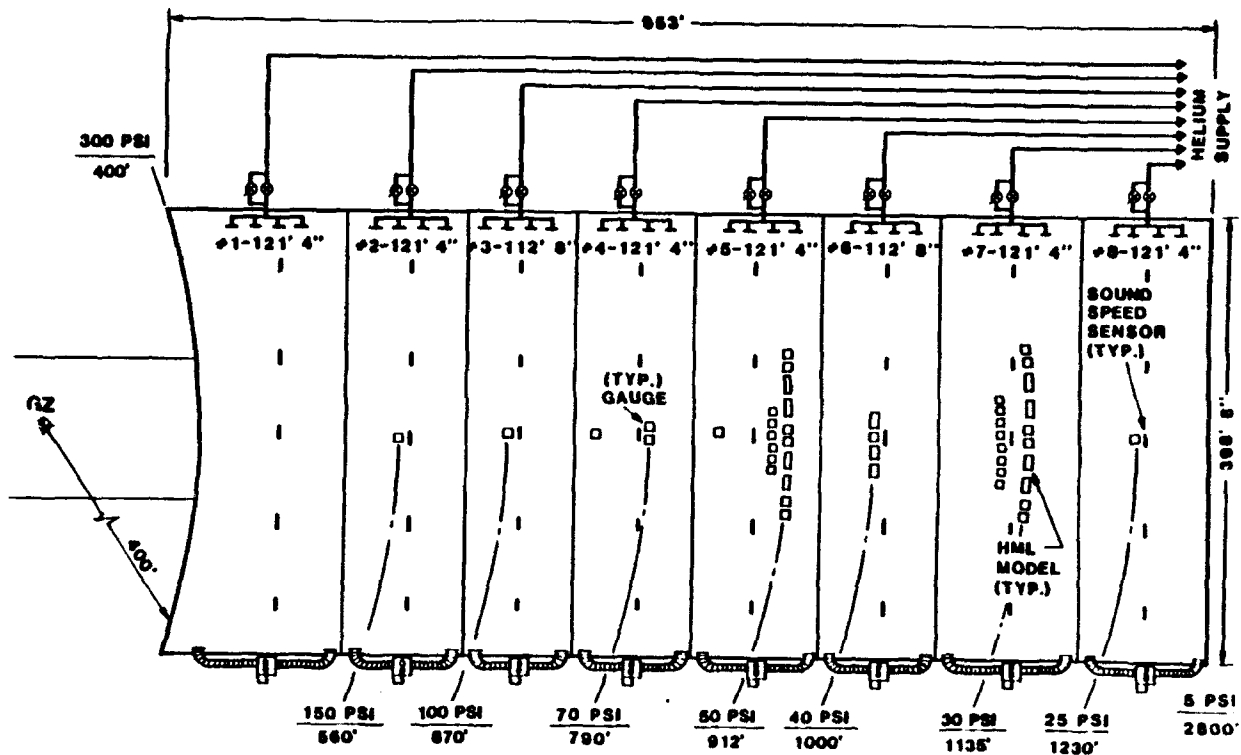 953'
300 PSI
400'
HELIUM
SUPPLY
#1-121' 4"
#2-121' 4"
#3-112' 8"
#4-121' 4"
#5-121' 4"
#6-112' 8"
#7-121' 4"
#8-121' 4"
SOUND
SPEED
SENSOR
(TYP.)
(TYP.)
GAUGE
GZ
400'
HML
MODEL
(TYP.)
150 PSI
560'
100 PSI
670'
70 PSI
790'
50 PSI
912'
40 PSI
1000'
30 PSI
1135'
25 PSI
1230'
5 PSI
2800'